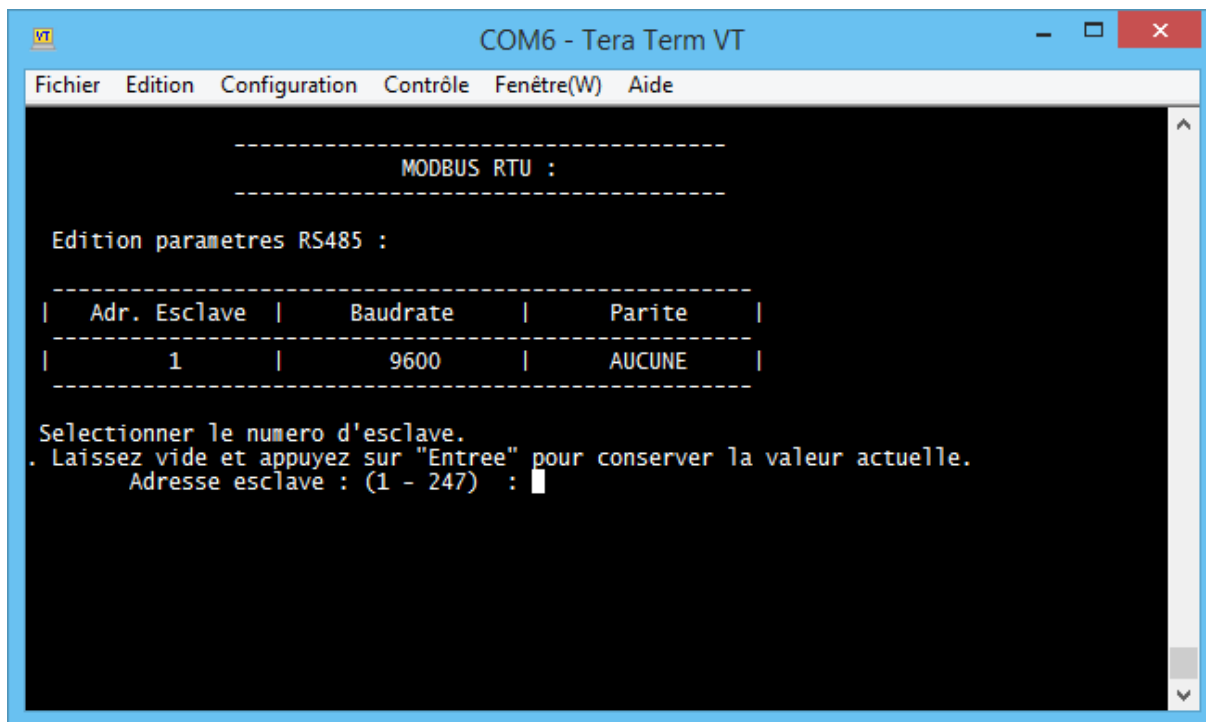 COM6 - Tera Term VT
Fichier Edition Configuration Contrôle Fenêtre(W) Aide
--------------------------------------
MODBUS RTU :
--------------------------------------
Edition parametres RS485 :
------------------------------------------------------
| Adr. Esclave | Baudrate | Parite |
------------------------------------------------------
| 1 | 9600 | AUCUNE |
------------------------------------------------------
Selectionner le numero d'esclave.
. Laissez vide et appuyez sur "Entree" pour conserver la valeur actuelle.
Adresse esclave : (1 - 247) :